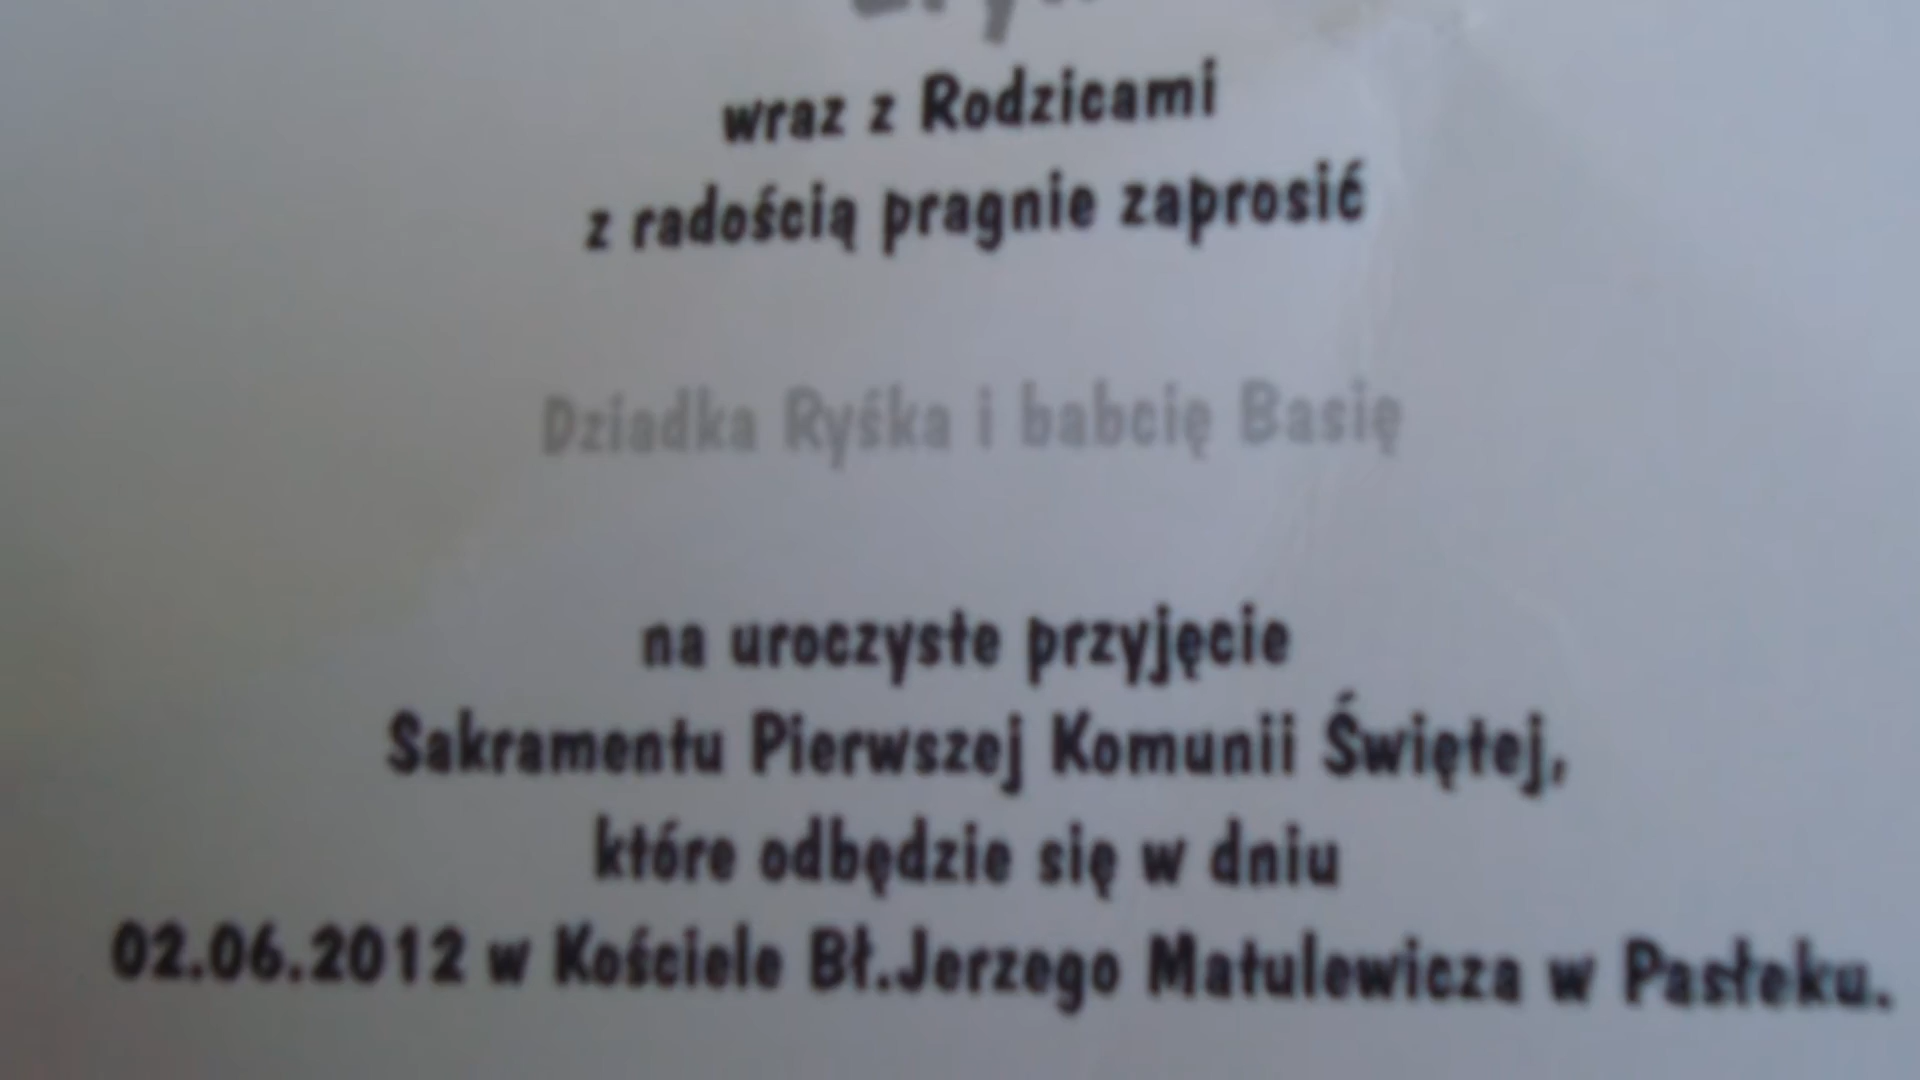 wraz z Rodzicami
z radością pragnie zaprosić
Dziadka Ryśka i babcię Basię
na uroczyste przyjęcie
Sakramentu Pierwszej Komunii Świętej,
które odbędzie się w dniu
02.06.2012 w Kościele Bł.Jerzego Matulewicza w Pasłeku.